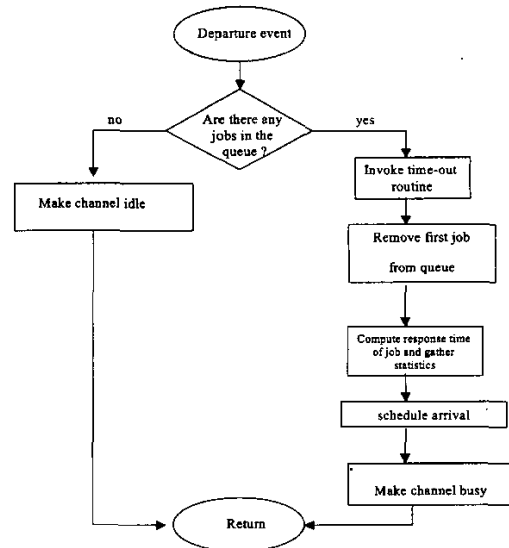 Departure event
no
Are there any
jobs in the
queue ?
yes
Invoke time-out
routine
Make channel idle
Remove first job
from queue
Compute response time
of job and gather
statistics
schedule arrival
Make channel busy
Return